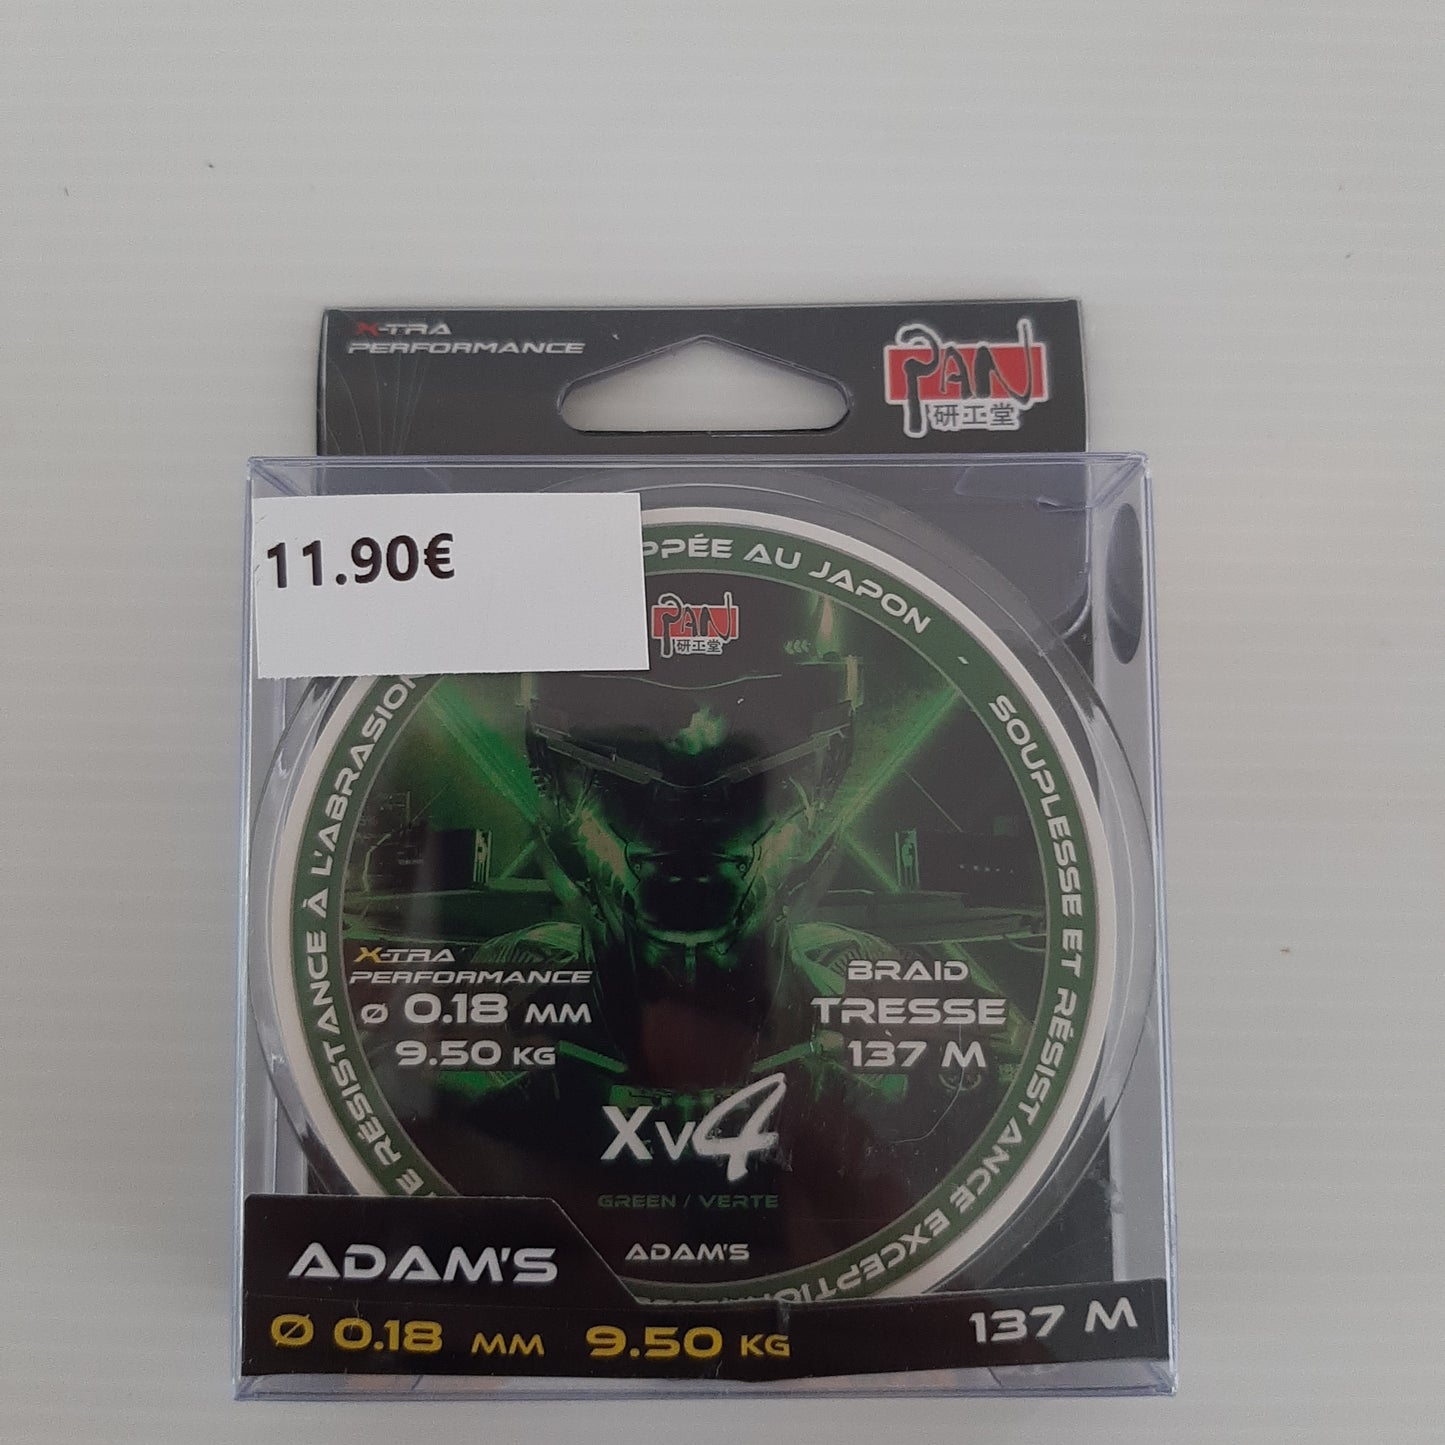 X-TRA
PERFORMANCE
PAN
研工堂
11.90€
AU JAPON
PAN
研工堂
SOUPLESSE ET RÉSISTANCE
RÉSISTANCE À L'ABRASION
X-TRA
PERFORMANCE
Ø 0.18 MM
9.50 KG
BRAID
TRESSE
137 M
Xv4
GREEN / VERTE
ADAM'S
ADAM'S
Ø 0.18 MM 9.50 KG
137 M